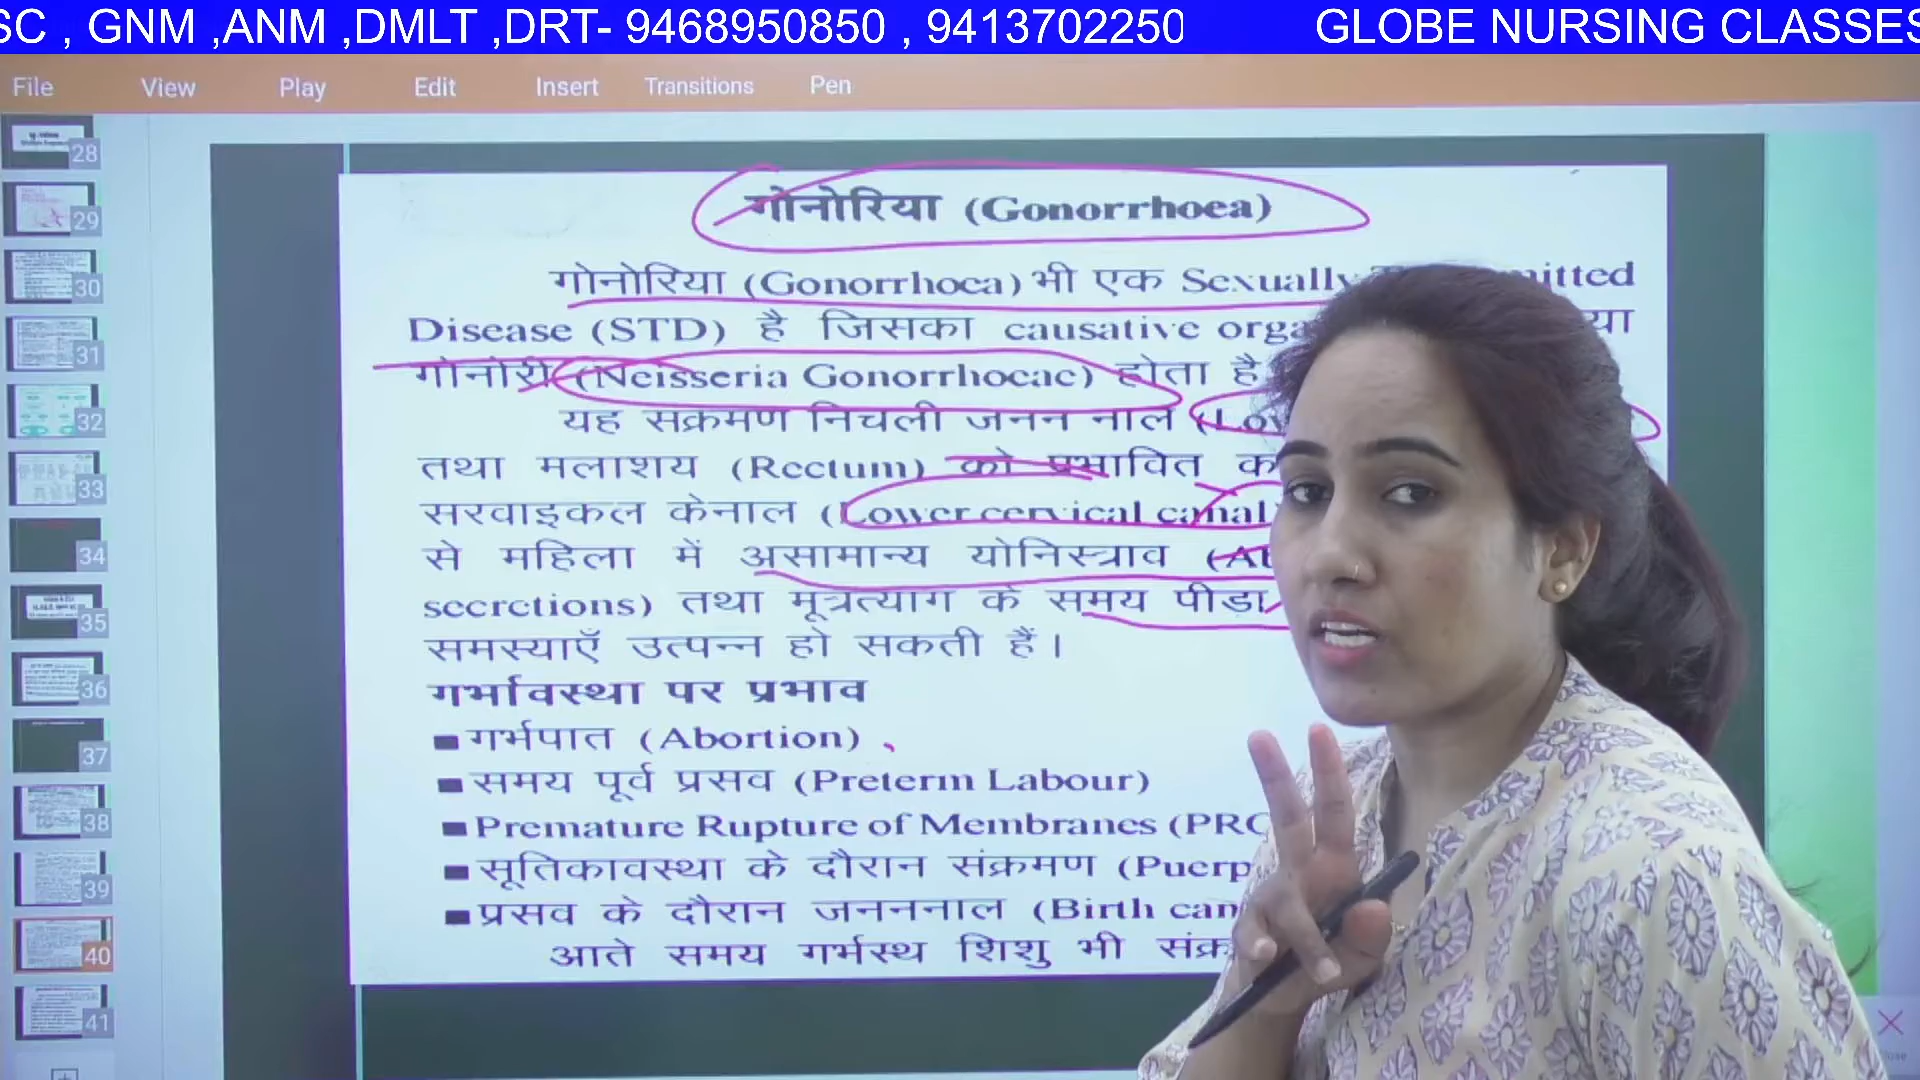 SC , GNM ,ANM ,DMLT ,DRT- 9468950850 , 9413702250 GLOBE NURSING CLASSES
File View Play Edit Insert Transitions Pen
28
29
30
31
32
33
34
35
36
37
38
39
40
41
गोनोरिया (Gonorrhoea)
गोनोरिया (Gonorrhoea) भी एक Sexually
Disease (STD) है जिसका causative या
गोनोरी (Neisseria Gonorrhoeae) होता है
यह सक्रमण निचली जनन नाल
तथा मलाशय (Rectum) को प्रभावित
सरवाइकल केनाल (Lower cervical canal)
से महिला में असामान्य योनिस्त्राव
secretions) तथा मूत्रत्याग के समय पीड़ा
समस्याएँ उत्पन्न हो सकती हैं।
गर्भावस्था पर प्रभाव
■ गर्भपात (Abortion)
■ समय पूर्व प्रसव (Preterm Labour)
■ Premature Rupture of Membranes
■ सूतिकावस्था के दौरान संक्रमण
■ प्रसव के दौरान जनननाल (Birth
आते समय गर्भस्थ शिशु भी